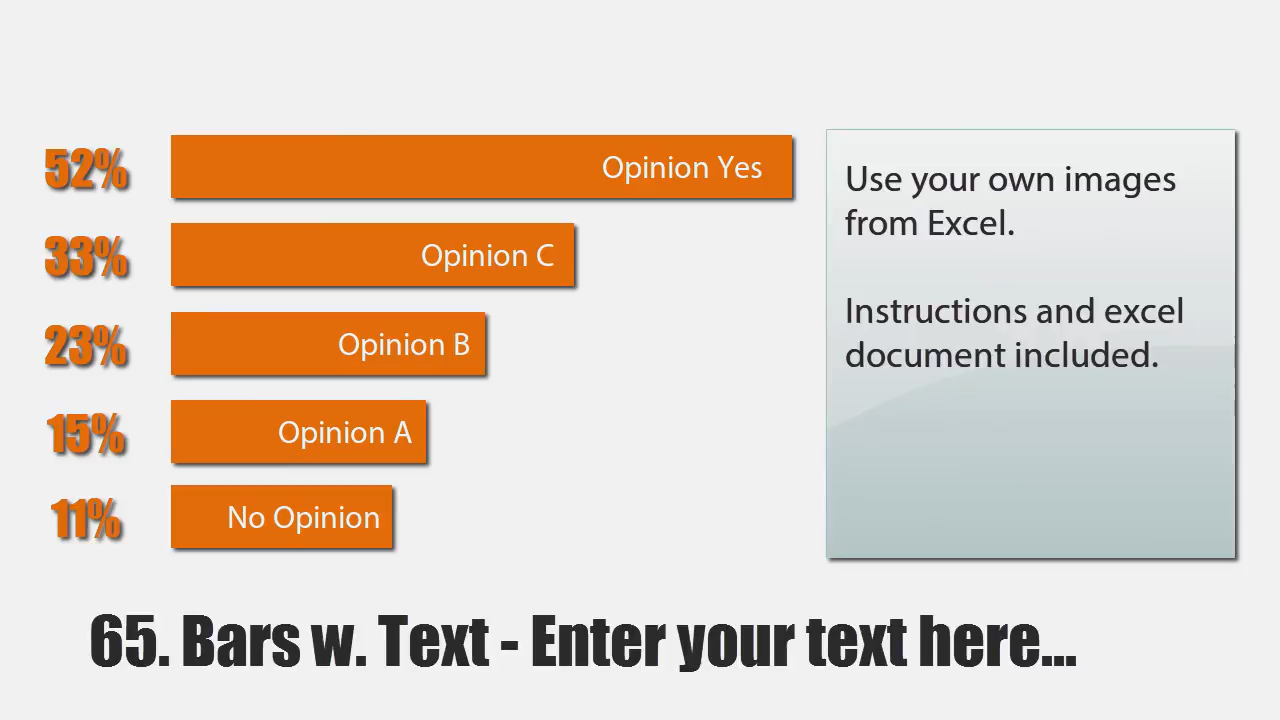 52% Opinion Yes
33% Opinion C
23% Opinion B
15% Opinion A
11% No Opinion
Use your own images
from Excel.
Instructions and excel
document included.
65. Bars w. Text - Enter your text here...